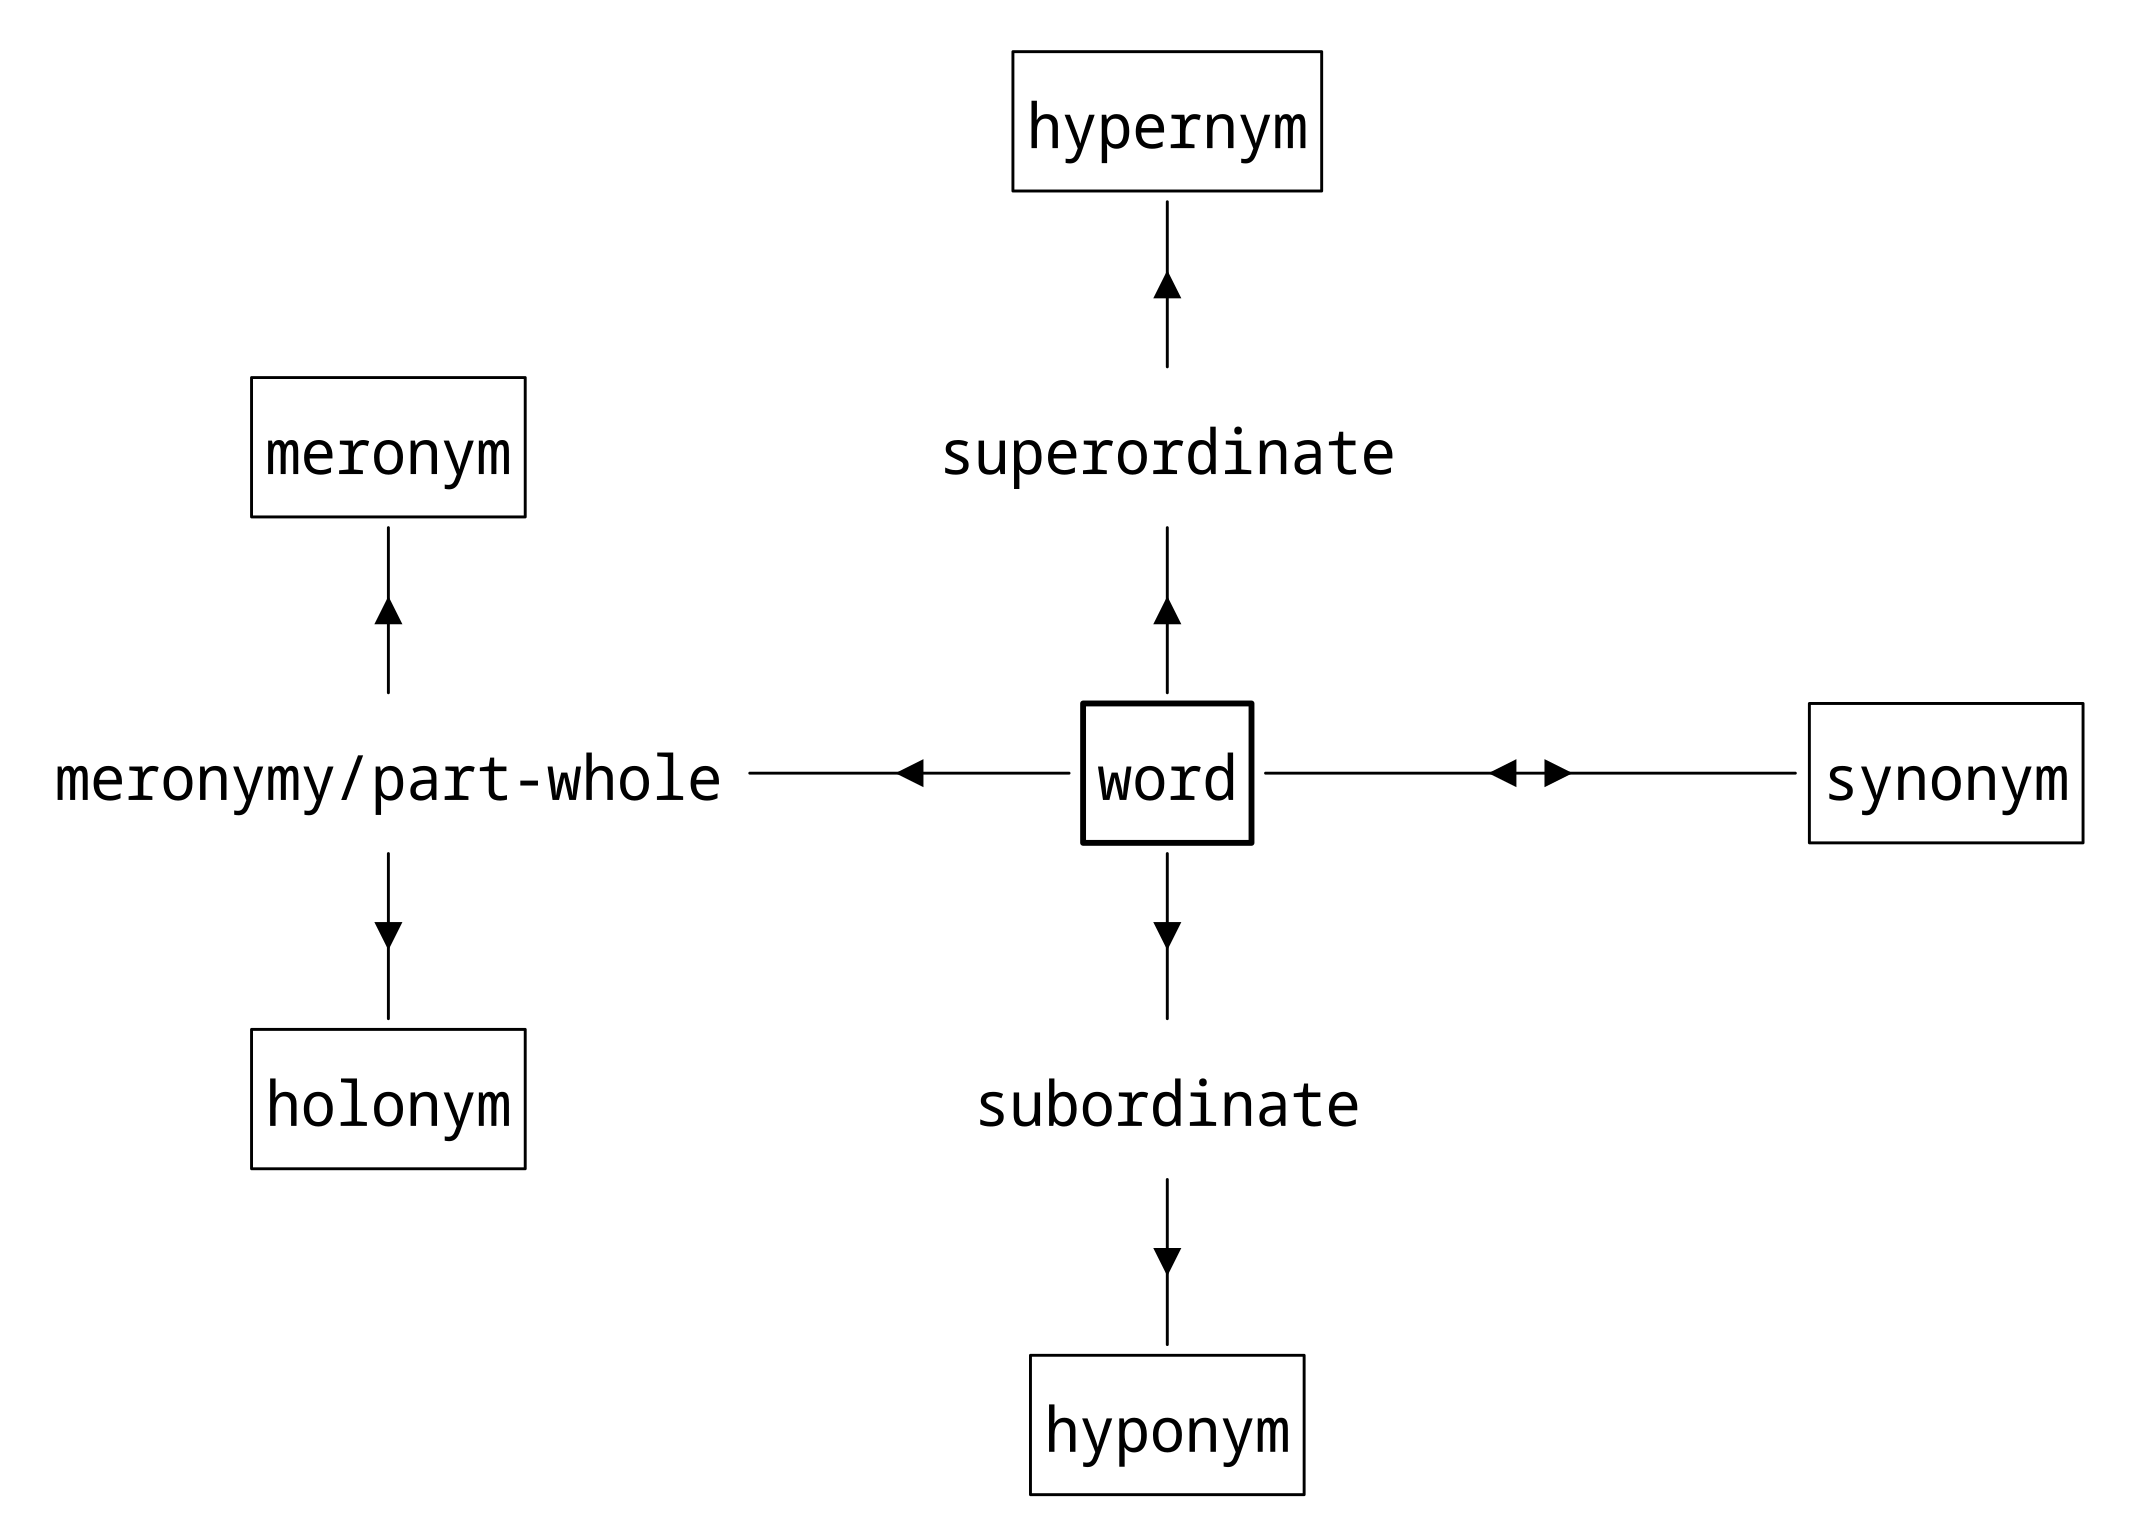 hypernym
meronym
superordinate
meronymy/part-whole
word
synonym
holonym
subordinate
hyponym